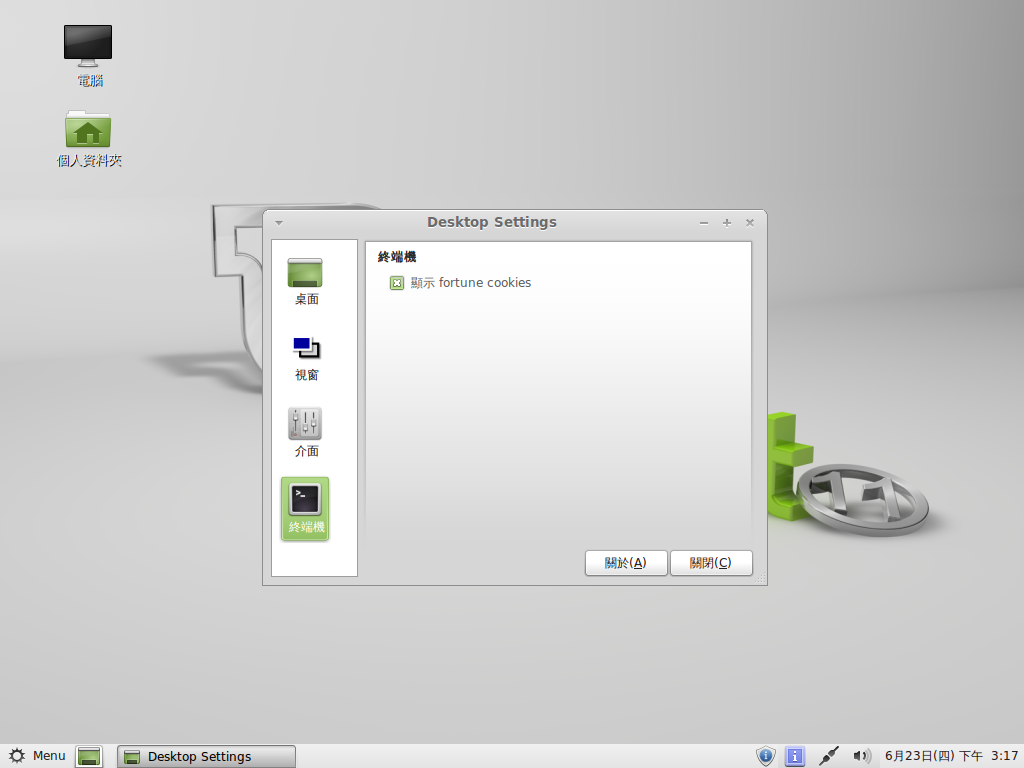 電腦
個人資料夾
Desktop Settings
桌面
視窗
介面
終端機
終端機
顯示 fortune cookies
關於(A)
關閉(C)
11
Menu
Desktop Settings
6月23日(四) 下午 3:17